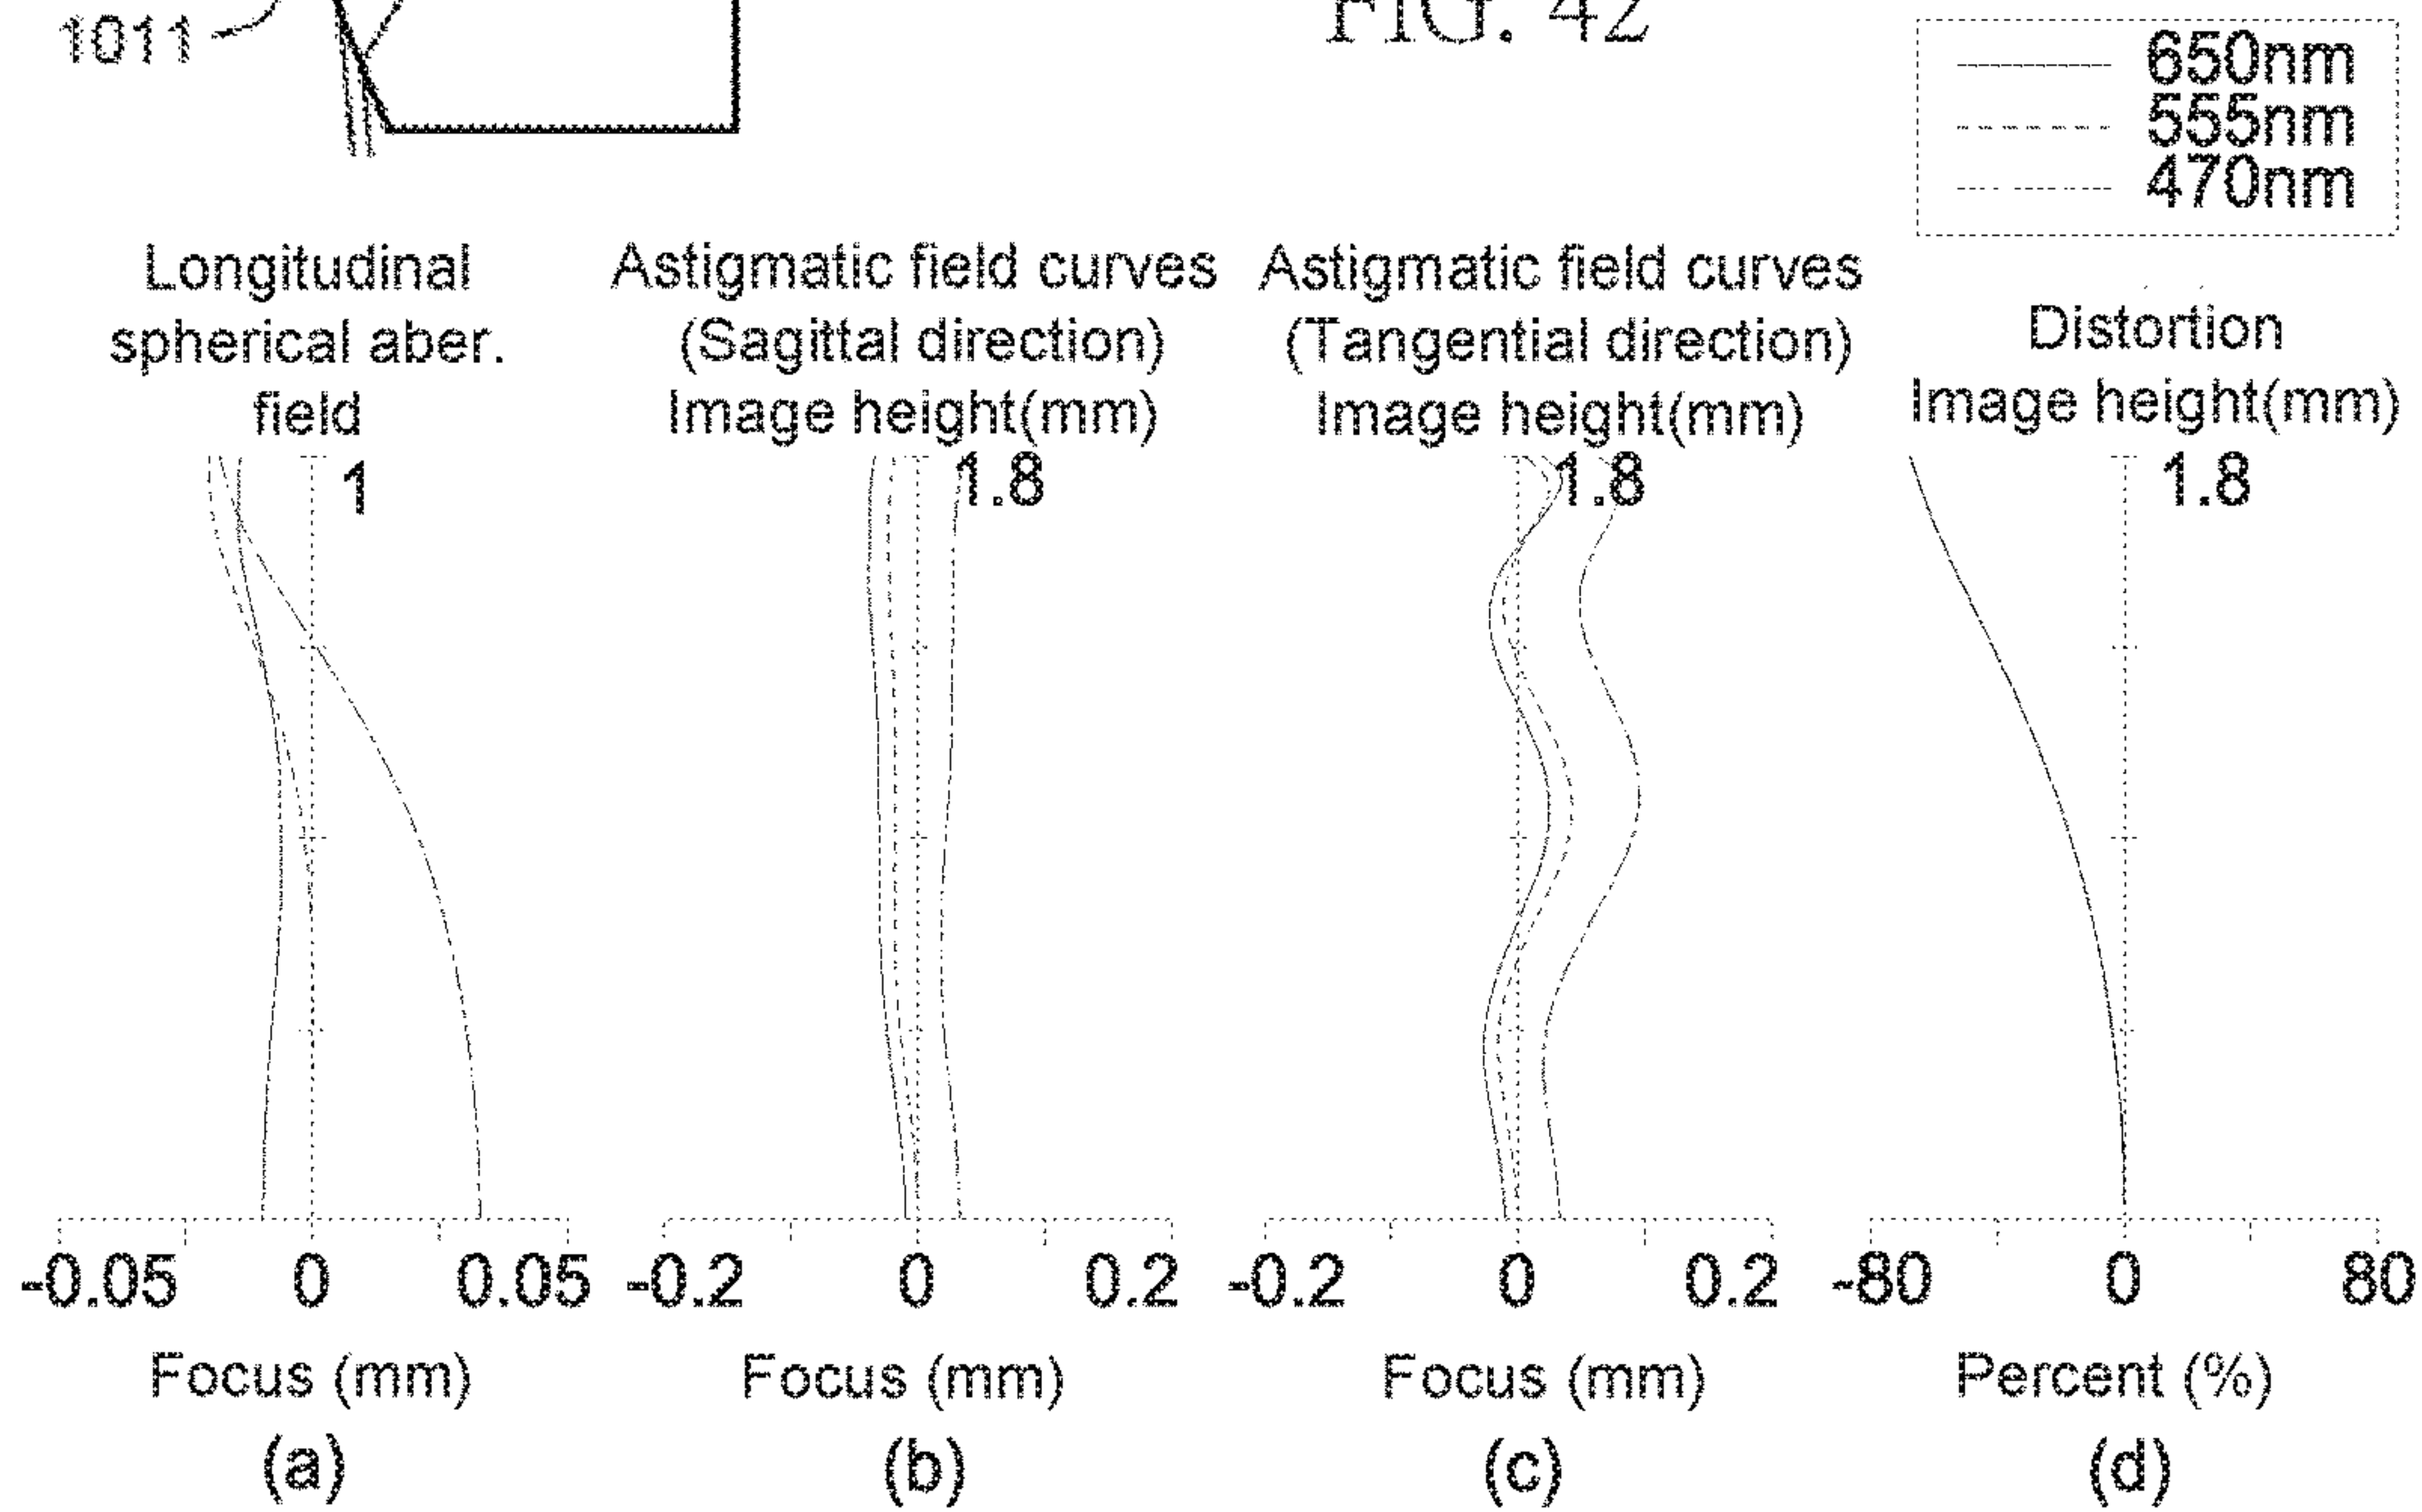 1011
FIG. 42
650nm
555nm
470nm
Longitudinal
spherical aber.
field
1
Astigmatic field curves
(Sagittal direction)
Image height(mm)
1.8
Astigmatic field curves
(Tangential direction)
Image height(mm)
1.8
Distortion
Image height(mm)
1.8
-0.05 0 0.05
-0.2 0 0.2
-0.2 0 0.2
-80 0 80
Focus (mm)
Focus (mm)
Focus (mm)
Percent (%)
(a)
(b)
(c)
(d)